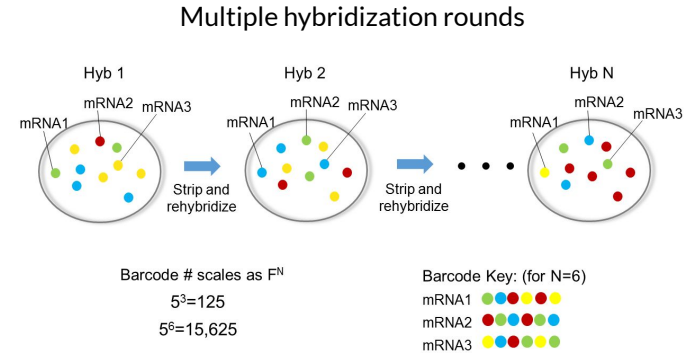 Multiple hybridization rounds
Hyb 1
mRNA1
mRNA2
mRNA3
Strip and
rehybridize
Hyb 2
mRNA1
mRNA2
mRNA3
Strip and
rehybridize
Hyb N
mRNA1
mRNA2
mRNA3
Barcode # scales as Fᴺ
5³=125
5⁶=15,625
Barcode Key: (for N=6)
mRNA1
mRNA2
mRNA3